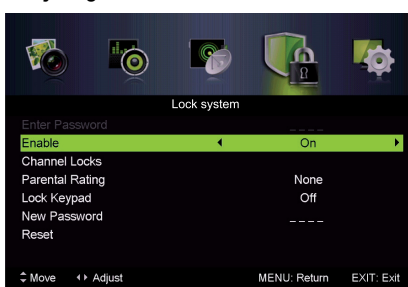 Lock system
Enter Password _ _ _ _
Enable On
Channel Locks
Parental Rating None
Lock Keypad Off
New Password _ _ _ _
Reset
Move Adjust MENU: Return EXIT: Exit